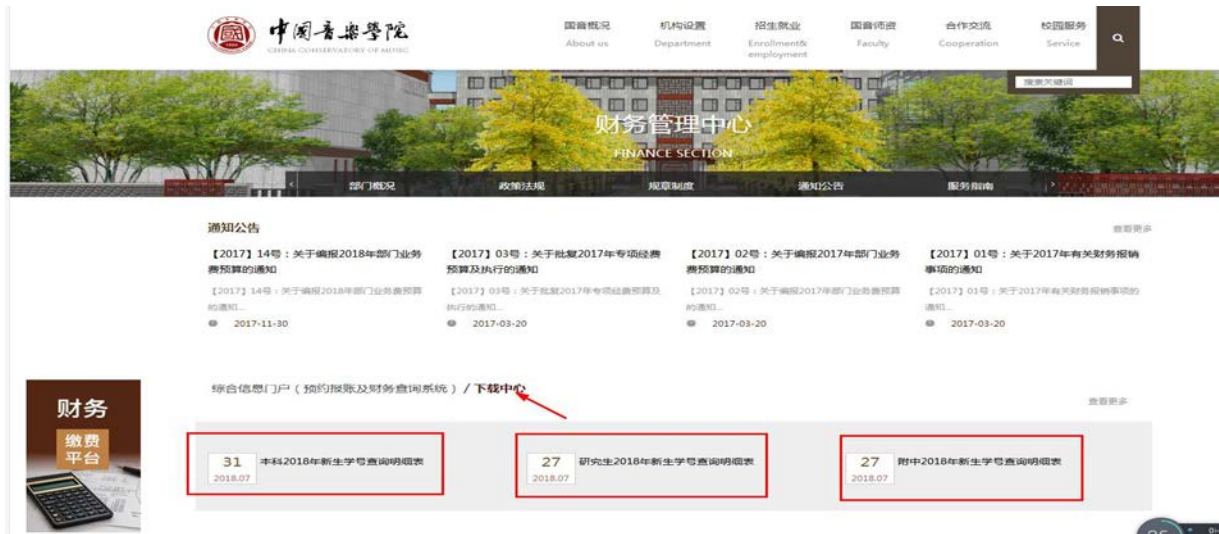 中国音樂學院
CHINA CONSERVATORY OF MUSIC
国音概况 机构设置 招生就业 国音师资 合作交流 校园服务
About us Department Enrollment& employment Faculty Cooperation Service
搜索关键词
财务管理中心
FINANCE SECTION
部门概况 政策法规 规章制度 通知公告 服务指南
通知公告
查看更多
【2017】14号：关于编报2018年部门业务
费预算的通知
【2017】14号：关于编报2018年部门业务费预算
的通知...
2017-11-30
【2017】03号：关于批复2017年专项经费
预算及执行的通知
【2017】03号：关于批复2017年专项经费预算及
执行的通知...
2017-03-20
【2017】02号：关于编报2017年部门业务
费预算的通知
【2017】02号：关于编报2017年部门业务费预算
的通知...
2017-03-20
【2017】01号：关于2017年有关财务报销
事项的通知
【2017】01号：关于2017年有关财务报销事项的
通知...
2017-03-20
财务
缴费
平台
综合信息门户（预约报账及财务查询系统）/ 下载中心
查看更多
31
2018.07
本科2018年新生学号查询明细表
27
2018.07
研究生2018年新生学号查询明细表
27
2018.07
附中2018年新生学号查询明细表